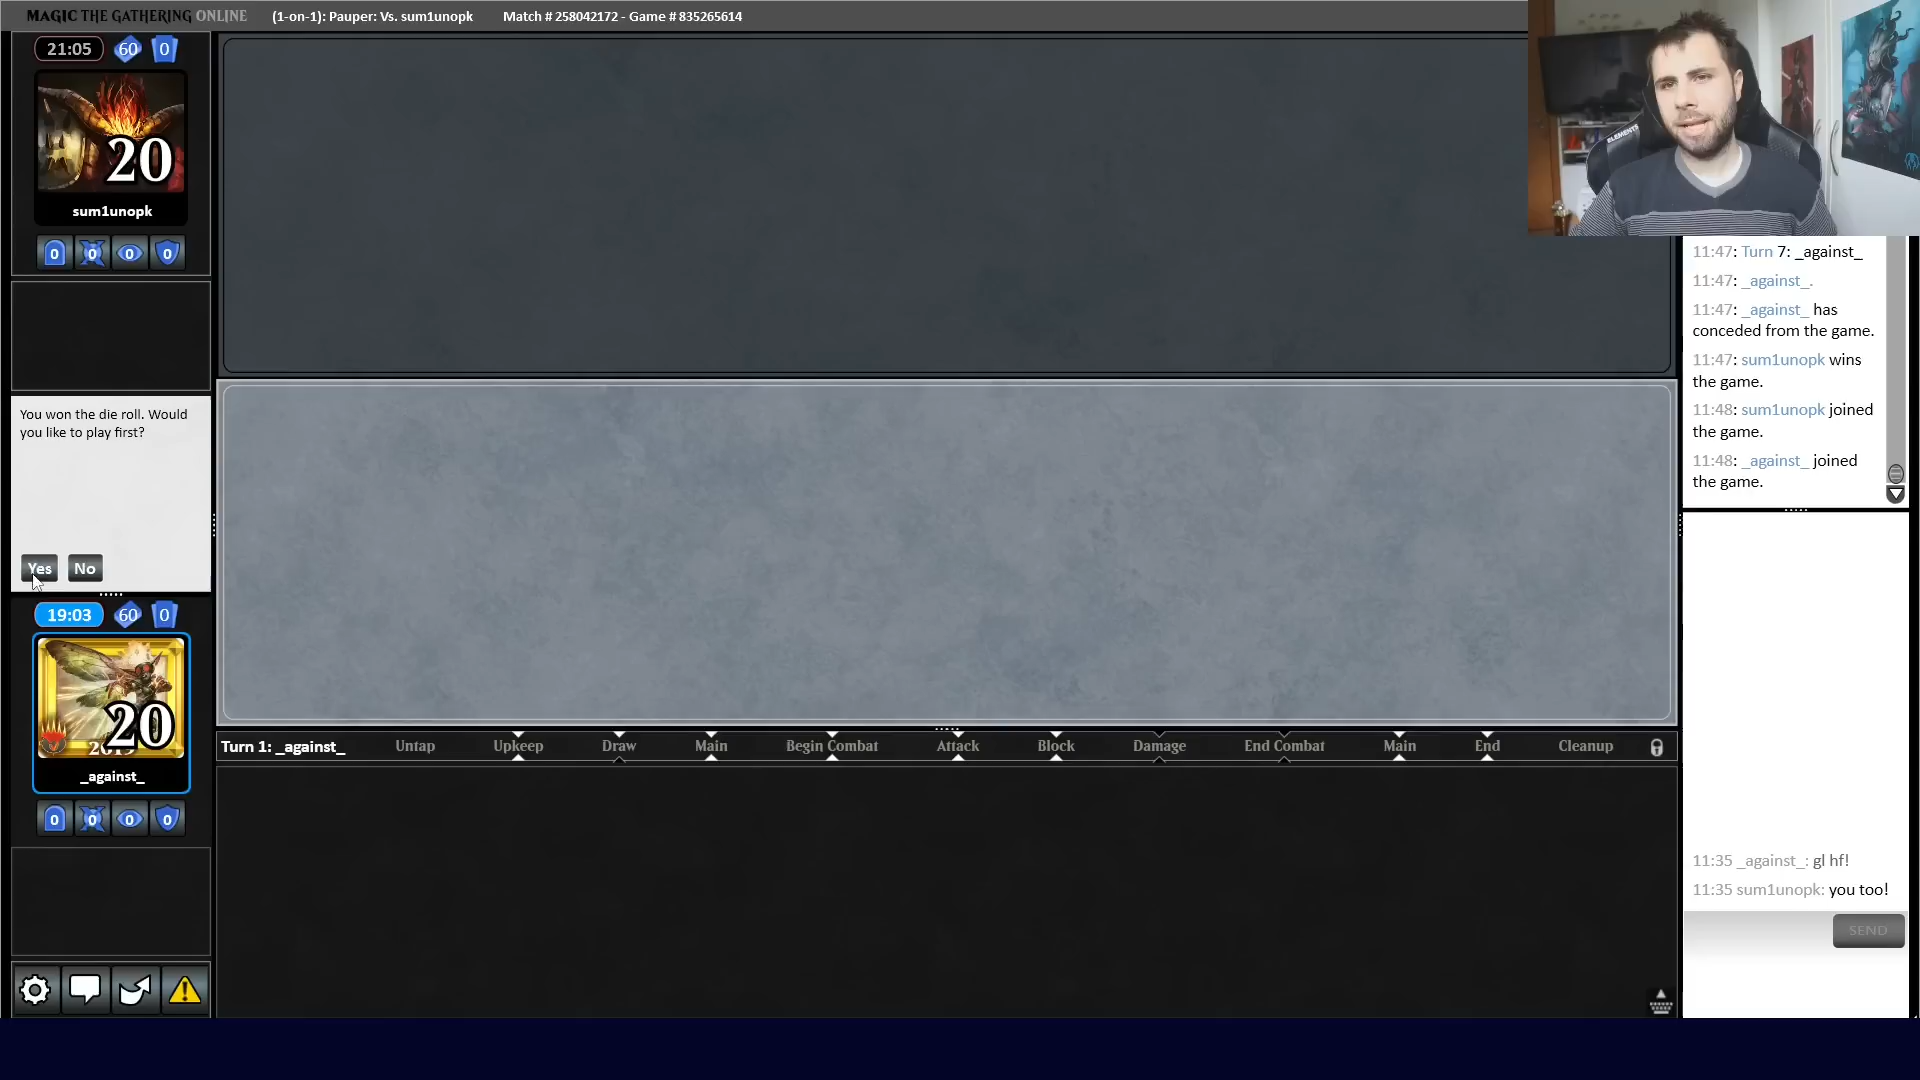 MAGIC THE GATHERING ONLINE
(1-on-1): Pauper: Vs. sum1unopk
Match # 258042172 - Game # 835265614
21:05
60
0
20
sum1unopk
0
0
0
0
You won the die roll. Would
you like to play first?
Yes
No
19:03
60
0
20
_against_
0
0
0
0
Turn 1: _against_
Untap
Upkeep
Draw
Main
Begin Combat
Attack
Block
Damage
End Combat
Main
End
Cleanup
ELEMENTS
11:47: Turn 7: _against_
11:47: _against_.
11:47: _against_ has
conceded from the game.
11:47: sum1unopk wins
the game.
11:48: sum1unopk joined
the game.
11:48: _against_ joined
the game.
11:35 _against_: gl hf!
11:35 sum1unopk: you too!
SEND